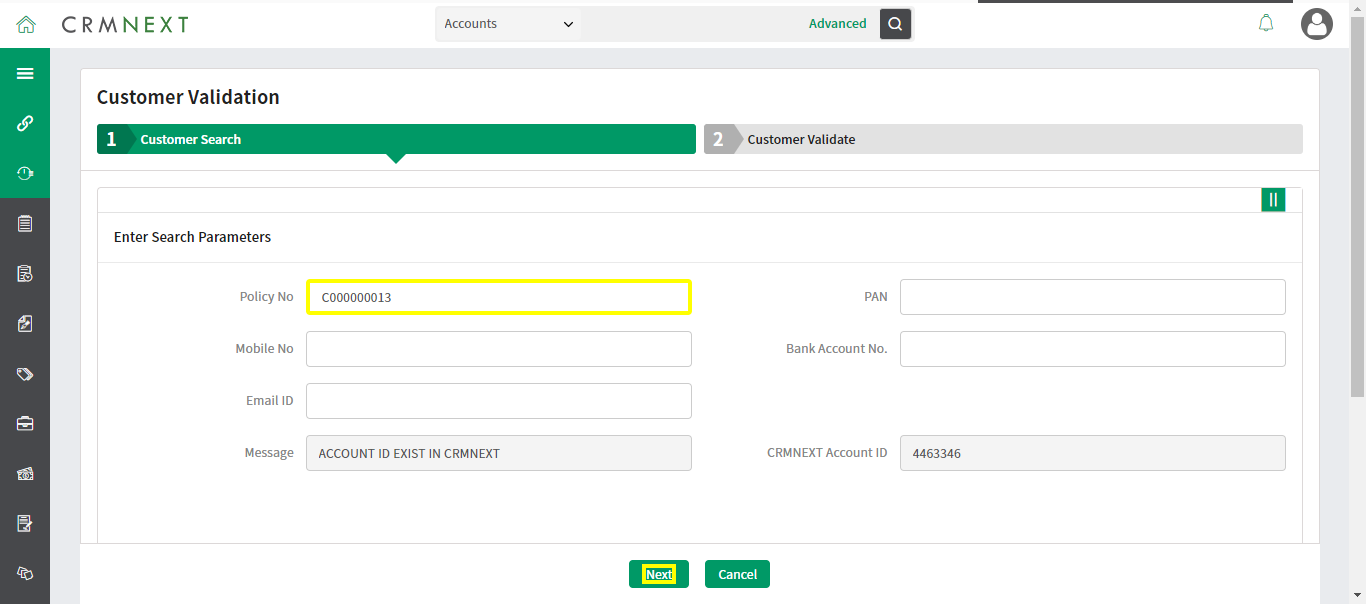 CRMNEXT
Accounts
Advanced
Customer Validation
1 Customer Search
2 Customer Validate
Enter Search Parameters
Policy No C000000013 PAN
Mobile No Bank Account No.
Email ID
Message ACCOUNT ID EXIST IN CRMNEXT CRMNEXT Account ID 4463346
Next Cancel